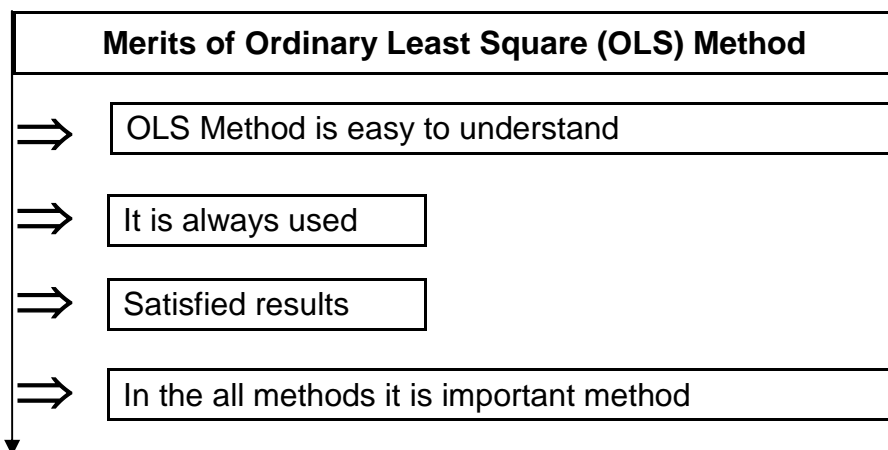 Merits of Ordinary Least Square (OLS) Method
OLS Method is easy to understand
It is always used
Satisfied results
In the all methods it is important method